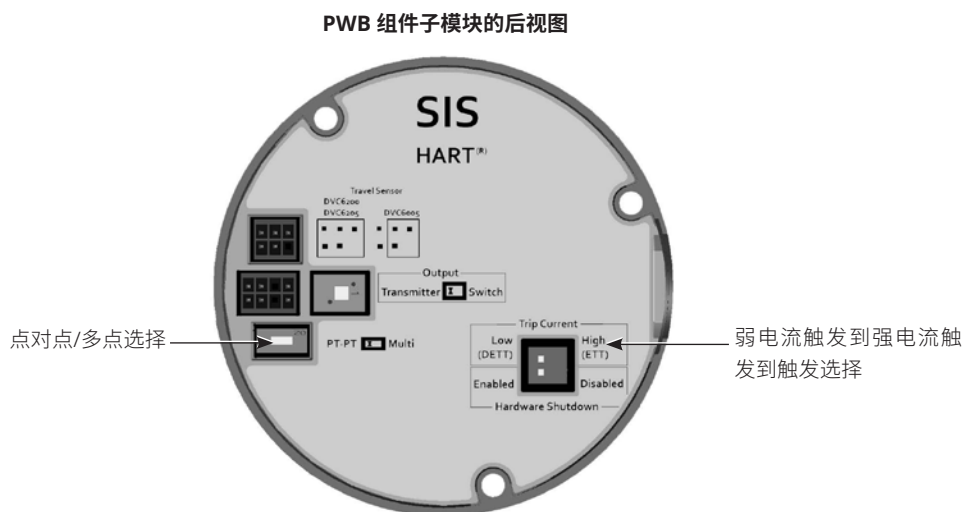 PWB 组件子模块的后视图
SIS
HART(R)
Travel Sensor
DVC6200
DVC6205 DVC6005
Output
Transmitter Switch
点对点/多点选择
PT-PT Multi
Trip Current
Low High
(DETT) (ETT)
弱电流触发到强电流触
发到触发选择
Enabled Disabled
Hardware Shutdown